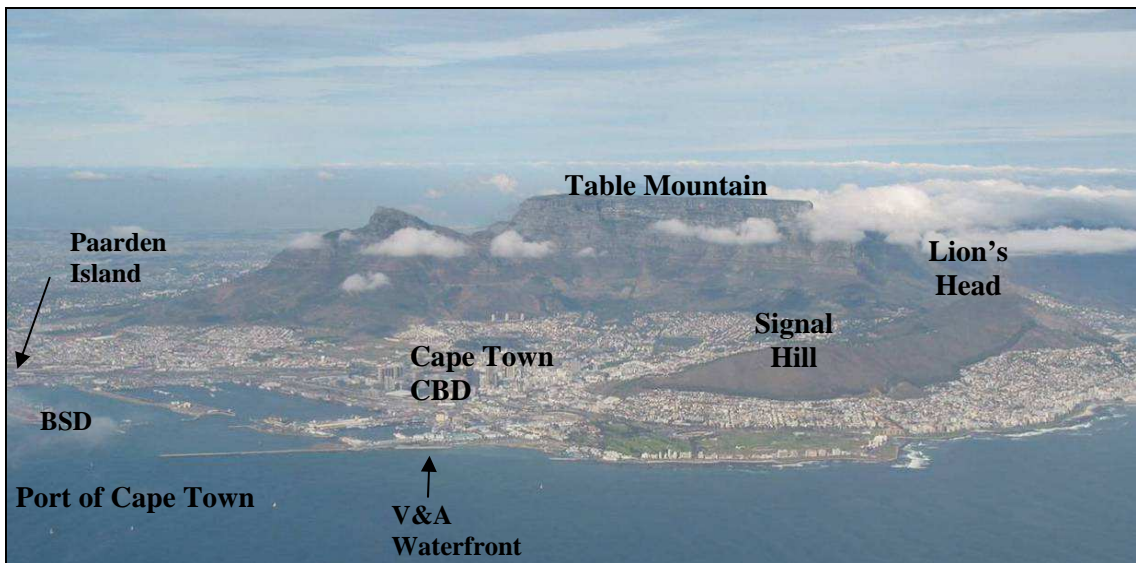 Table Mountain
Paarden
Island
Lion's
Head
Signal
Hill
Cape Town
CBD
BSD
Port of Cape Town
V&A
Waterfront